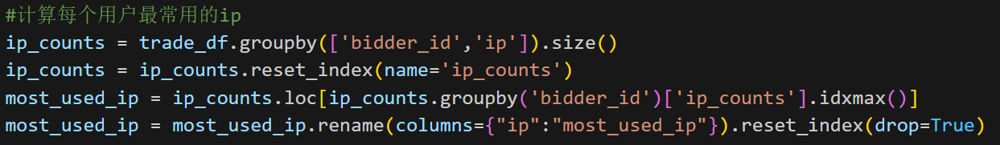 #计算每个用户最常用的ip
ip_counts = trade_df.groupby(['bidder_id','ip']).size()
ip_counts = ip_counts.reset_index(name='ip_counts')
most_used_ip = ip_counts.loc[ip_counts.groupby('bidder_id')['ip_counts'].idxmax()]
most_used_ip = most_used_ip.rename(columns={"ip":"most_used_ip"}).reset_index(drop=True)